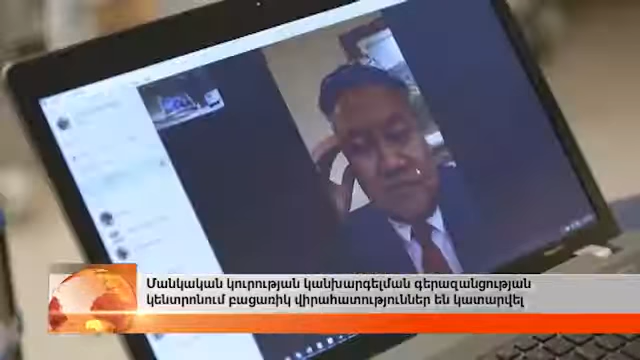 Մանկական կուրության կանխարգելման գերազանցության
կենտրոնում բացառիկ վիրահատություններ են կատարվել